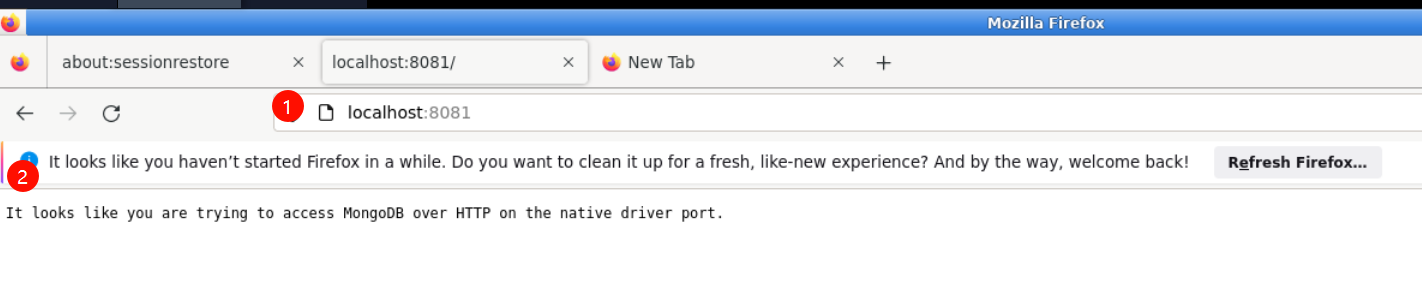 Mozilla Firefox
about:sessionrestore
localhost:8081/
New Tab
1
localhost:8081
It looks like you haven’t started Firefox in a while. Do you want to clean it up for a fresh, like-new experience? And by the way, welcome back!
Refresh Firefox...
2
It looks like you are trying to access MongoDB over HTTP on the native driver port.